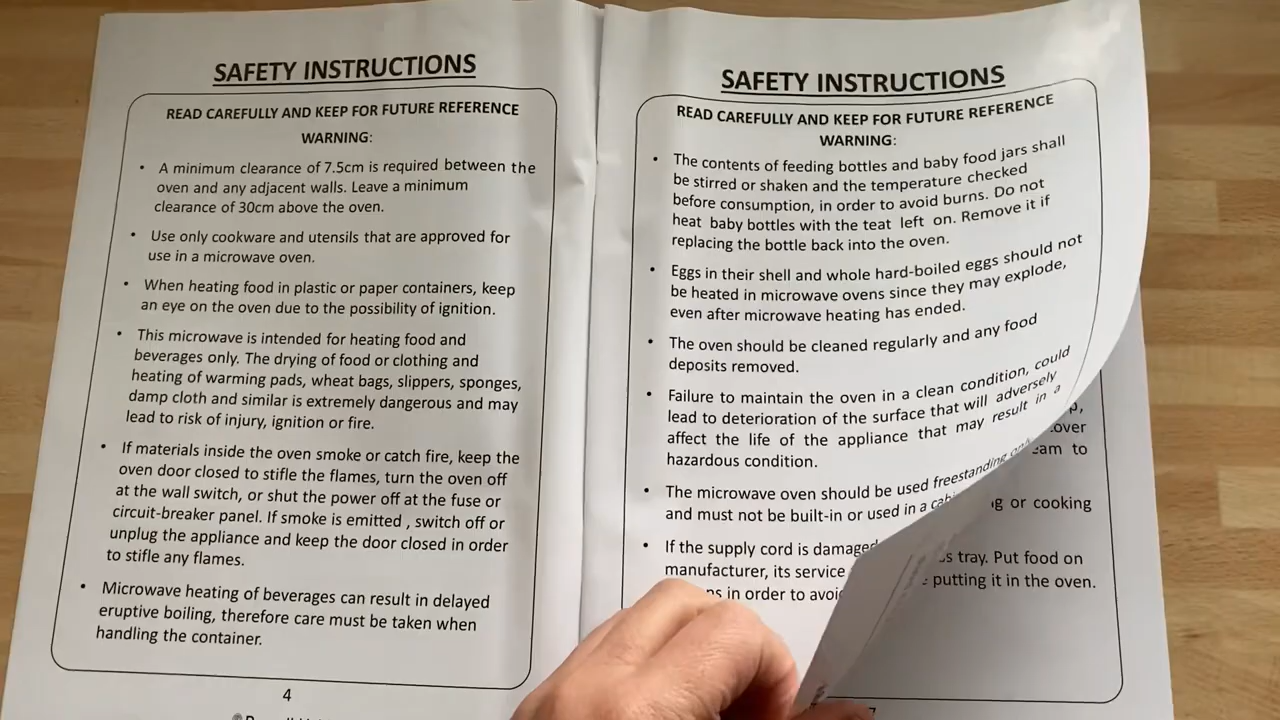 SAFETY INSTRUCTIONS
READ CAREFULLY AND KEEP FOR FUTURE REFERENCE
WARNING:
• A minimum clearance of 7.5cm is required between the
oven and any adjacent walls. Leave a minimum
clearance of 30cm above the oven.
• Use only cookware and utensils that are approved for
use in a microwave oven.
• When heating food in plastic or paper containers, keep
an eye on the oven due to the possibility of ignition.
• This microwave is intended for heating food and
beverages only. The drying of food or clothing and
heating of warming pads, wheat bags, slippers, sponges,
damp cloth and similar is extremely dangerous and may
lead to risk of injury, ignition or fire.
• If materials inside the oven smoke or catch fire, keep the
oven door closed to stifle the flames, turn the oven off
at the wall switch, or shut the power off at the fuse or
circuit-breaker panel. If smoke is emitted , switch off or
unplug the appliance and keep the door closed in order
to stifle any flames.
• Microwave heating of beverages can result in delayed
eruptive boiling, therefore care must be taken when
handling the container.
4
SAFETY INSTRUCTIONS
READ CAREFULLY AND KEEP FOR FUTURE REFERENCE
WARNING:
• The contents of feeding bottles and baby food jars shall
be stirred or shaken and the temperature checked
before consumption, in order to avoid burns. Do not
heat baby bottles with the teat left on. Remove it if
replacing the bottle back into the oven.
• Eggs in their shell and whole hard-boiled eggs should not
be heated in microwave ovens since they may explode,
even after microwave heating has ended.
• The oven should be cleaned regularly and any food
deposits removed.
• Failure to maintain the oven in a clean condition, could
lead to deterioration of the surface that will adversely
affect the life of the appliance that may result in a
hazardous condition.
• The microwave oven should be used freestanding
and must not be built-in or used in a
• If the supply cord is damaged
manufacturer, its service
in order to
to
or cooking
tray. Put food on
putting it in the oven.
7